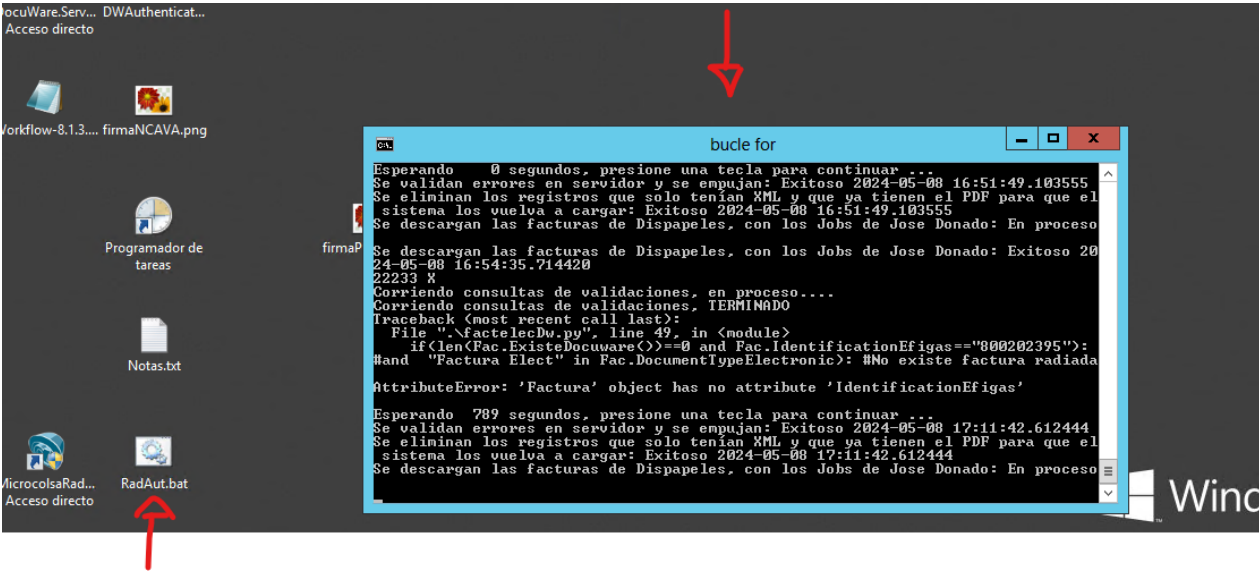 ocuWare.Serv... DWAuthenticat...
Acceso directo
Workflow-8.1.3.... firmaNCAVA.png
Programador de
tareas
firmaP
Notas.txt
MicrocolsaRad...
Acceso directo
RadAut.bat
bucle for
Esperando    0 segundos, presione una tecla para continuar ...
Se validan errores en servidor y se empujan: Exitoso 2024-05-08 16:51:49.103555
Se eliminan los registros que solo tenían XML y que ya tienen el PDF para que el
sistema los vuelva a cargar: Exitoso 2024-05-08 16:51:49.103555
Se descargan las facturas de Dispapeles, con los Jobs de Jose Donado: En proceso
Se descargan las facturas de Dispapeles, con los Jobs de Jose Donado: Exitoso 20
24-05-08 16:54:35.714420
22233 X
Corriendo consultas de validaciones, en proceso....
Corriendo consultas de validaciones, TERMINADO
Traceback (most recent call last):
File ".\factelecDw.py", line 49, in <module>
if(len(Fac.ExisteDocuware())==0 and Fac.IdentificationEfigas=="800202395"):
#and  "Factura Elect" in Fac.DocumentTypeElectronic): #No existe factura radiada
AttributeError: 'Factura' object has no attribute 'IdentificationEfigas'
Esperando  789 segundos, presione una tecla para continuar ...
Se validan errores en servidor y se empujan: Exitoso 2024-05-08 17:11:42.612444
Se eliminan los registros que solo tenían XML y que ya tienen el PDF para que el
sistema los vuelva a cargar: Exitoso 2024-05-08 17:11:42.612444
Se descargan las facturas de Dispapeles, con los Jobs de Jose Donado: En proceso
Wind